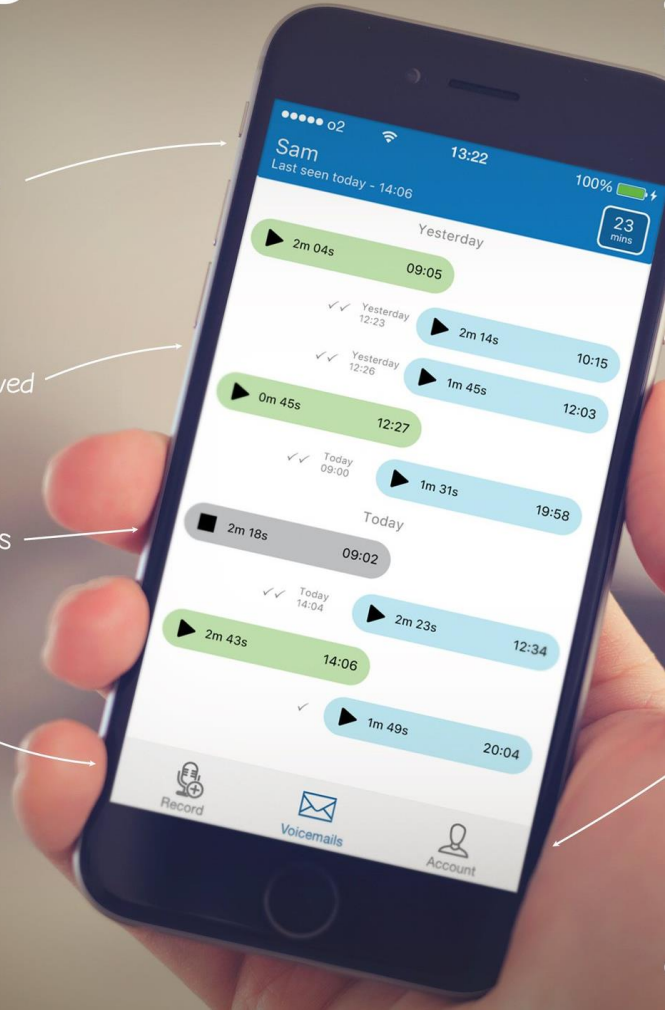 o2 13:22 100%
Sam
Last seen today - 14:06
23
mins
Yesterday
2m 04s 09:05
Yesterday
12:23
2m 14s 10:15
Yesterday
12:26
1m 45s 12:03
0m 45s 12:27
Today
09:00
1m 31s 19:58
Today
2m 18s 09:02
Today
14:04
2m 23s 12:34
2m 43s 14:06
1m 49s 20:04
Record
Voicemails
Account